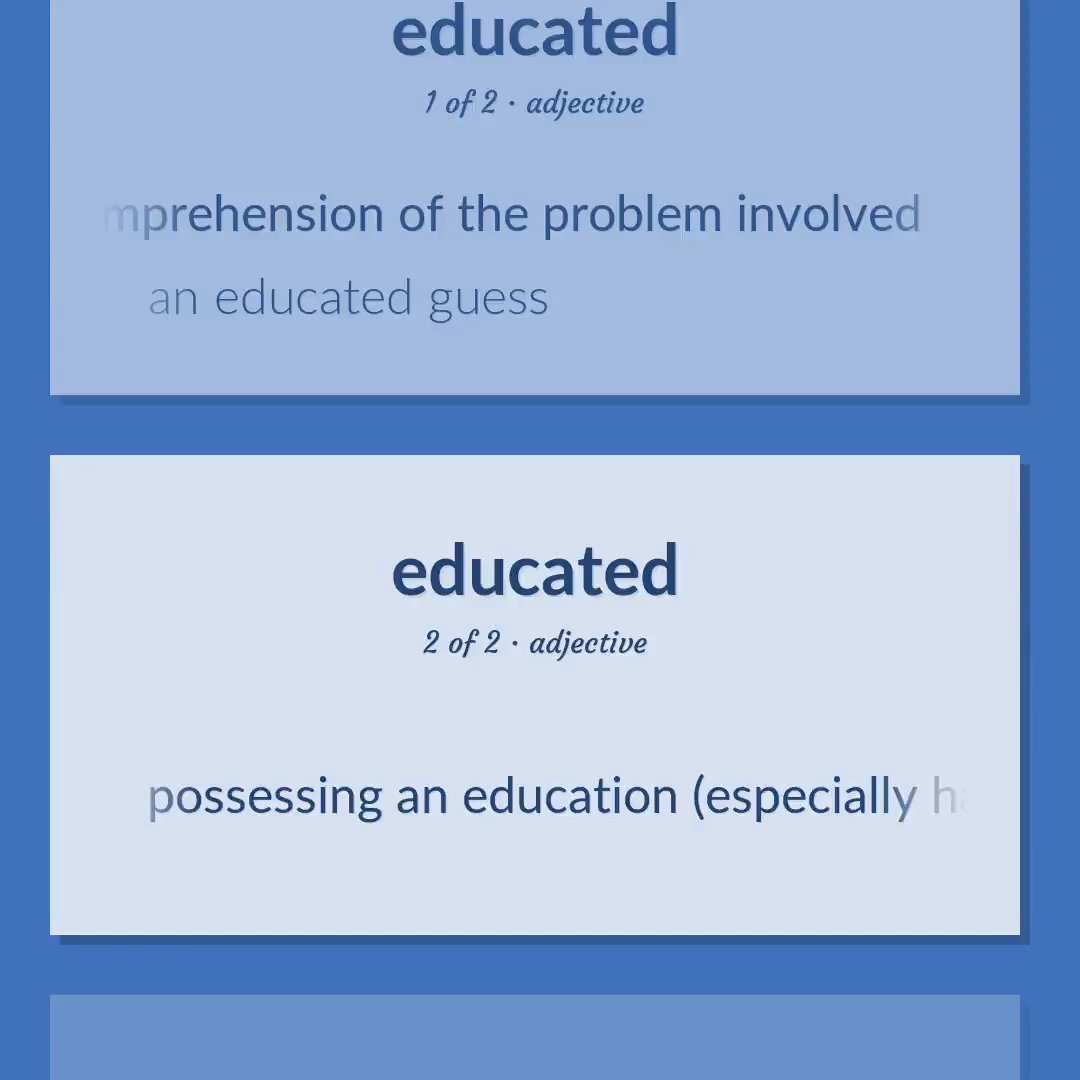 educated
1 of 2 · adjective
mprehension of the problem involved
an educated guess
educated
2 of 2 · adjective
possessing an education (especially